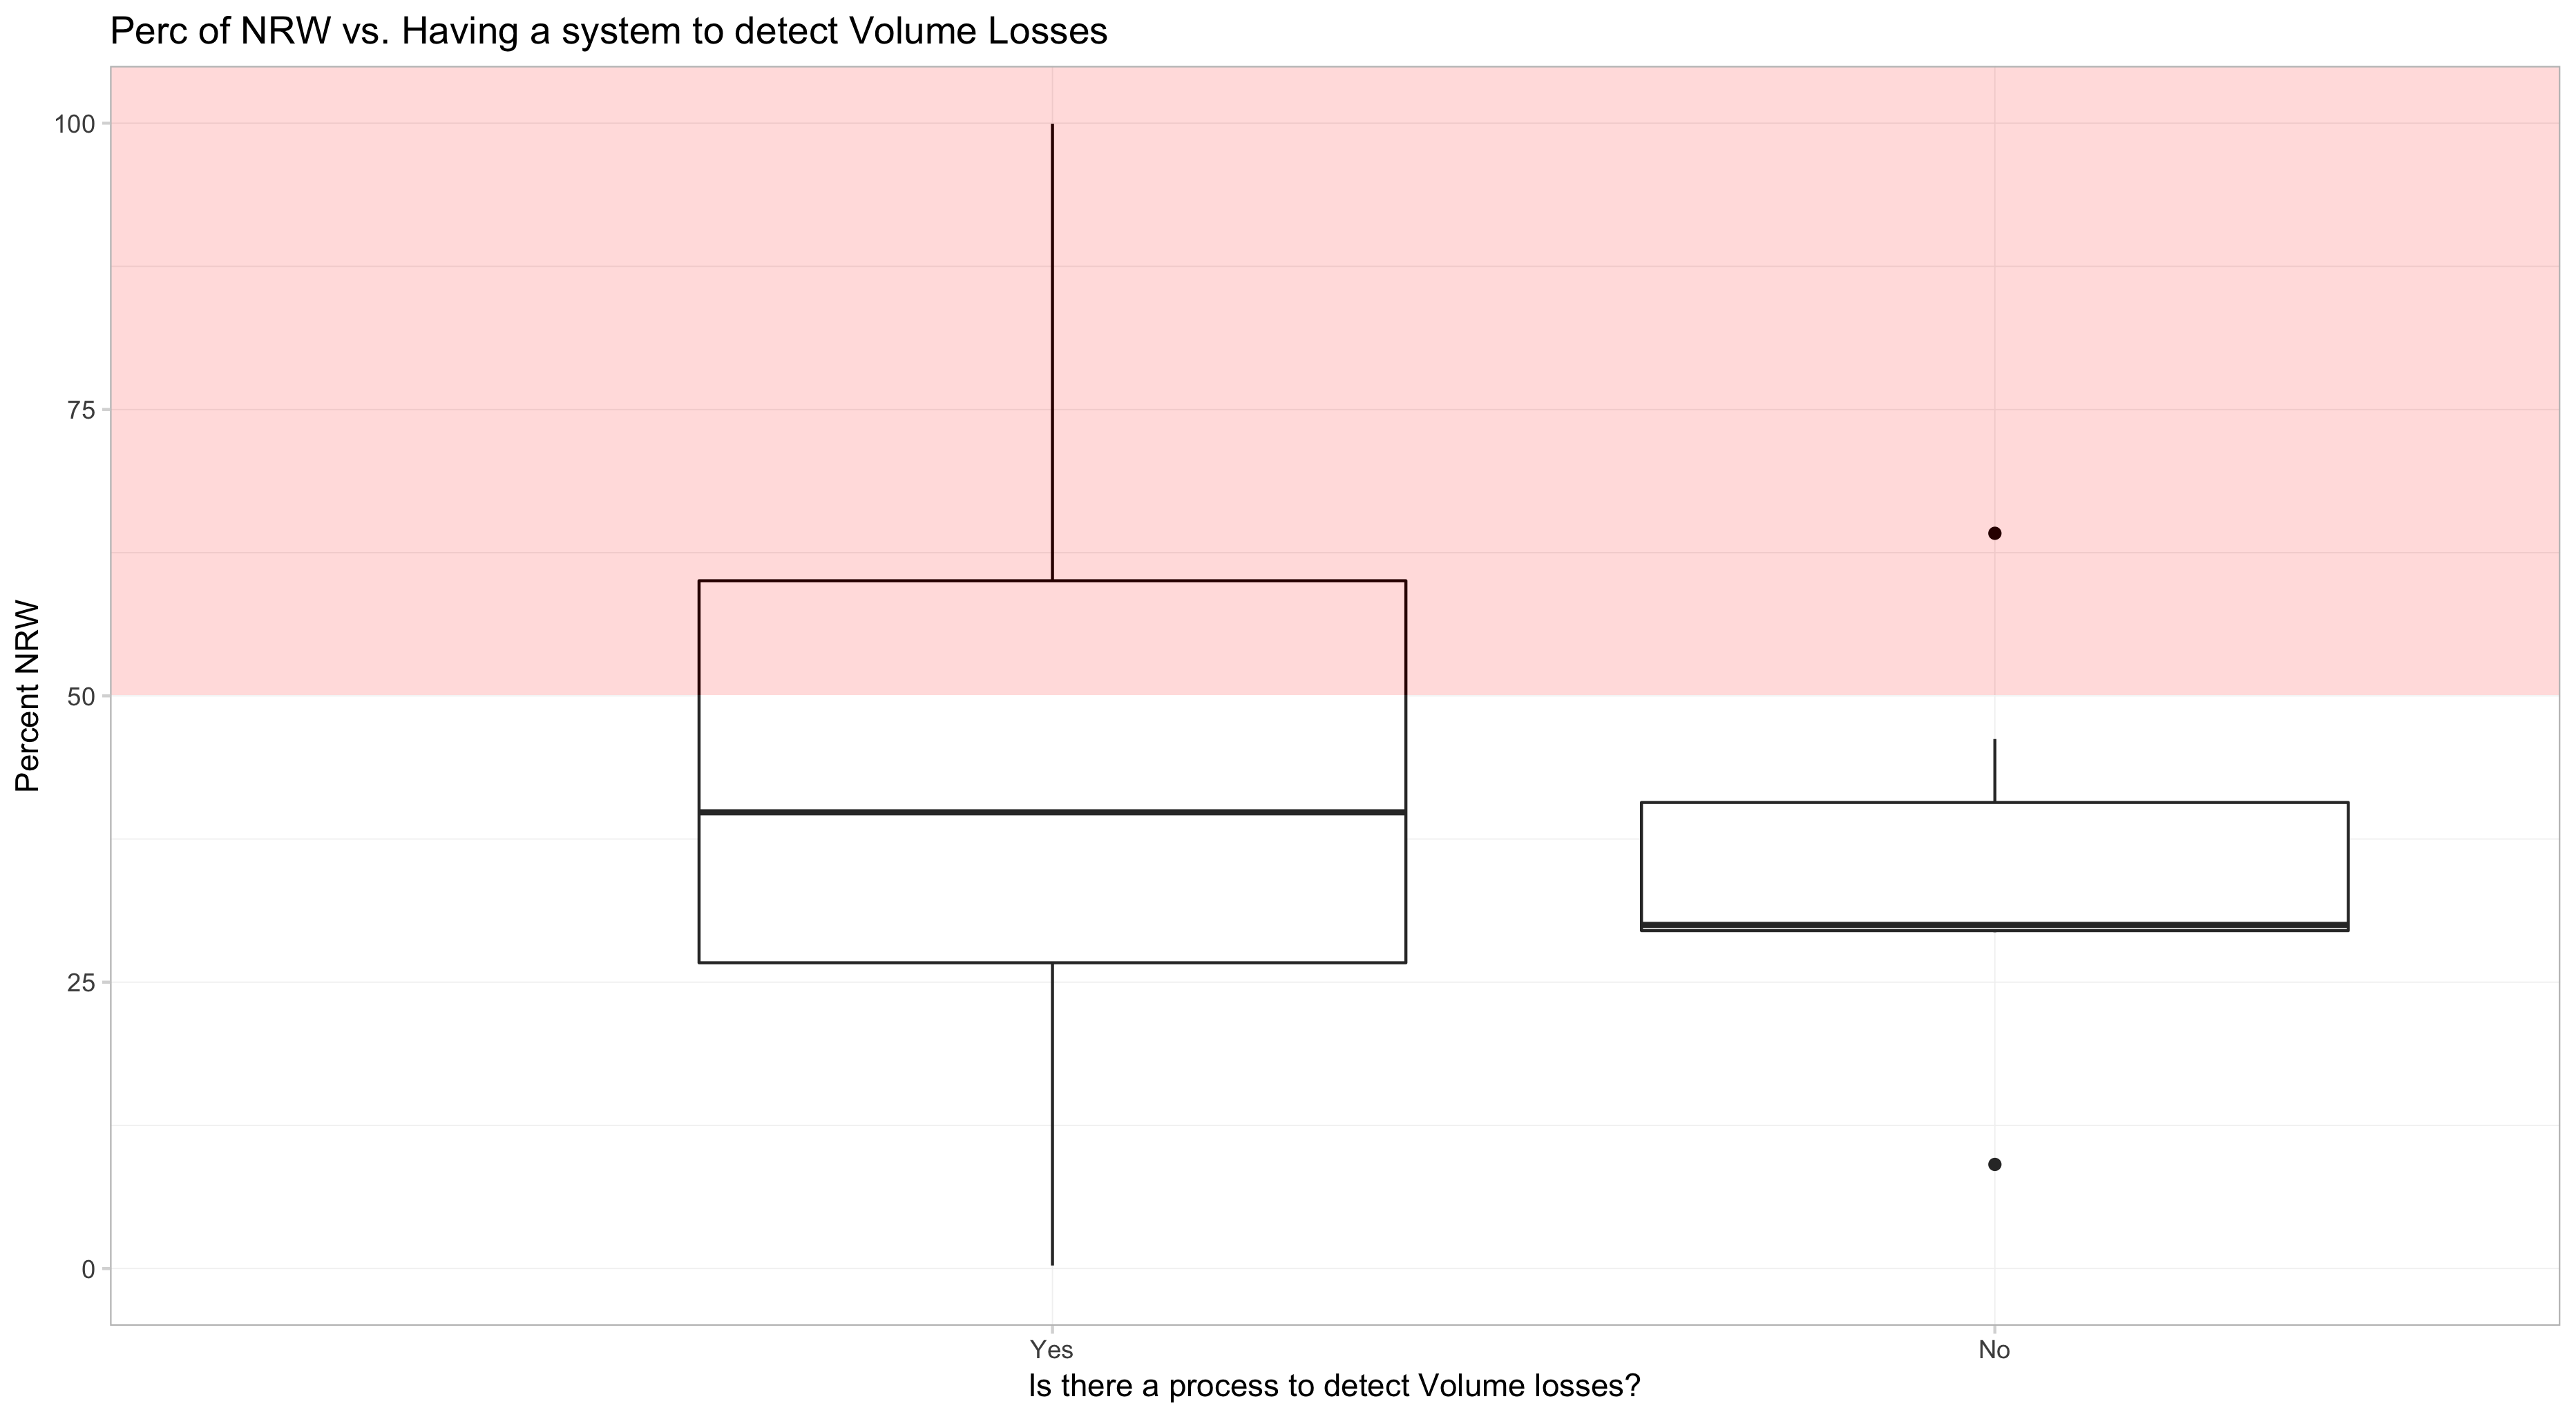 Perc of NRW vs. Having a system to detect Volume Losses
Percent NRW
100
75
50
25
0
Yes
No
Is there a process to detect Volume losses?